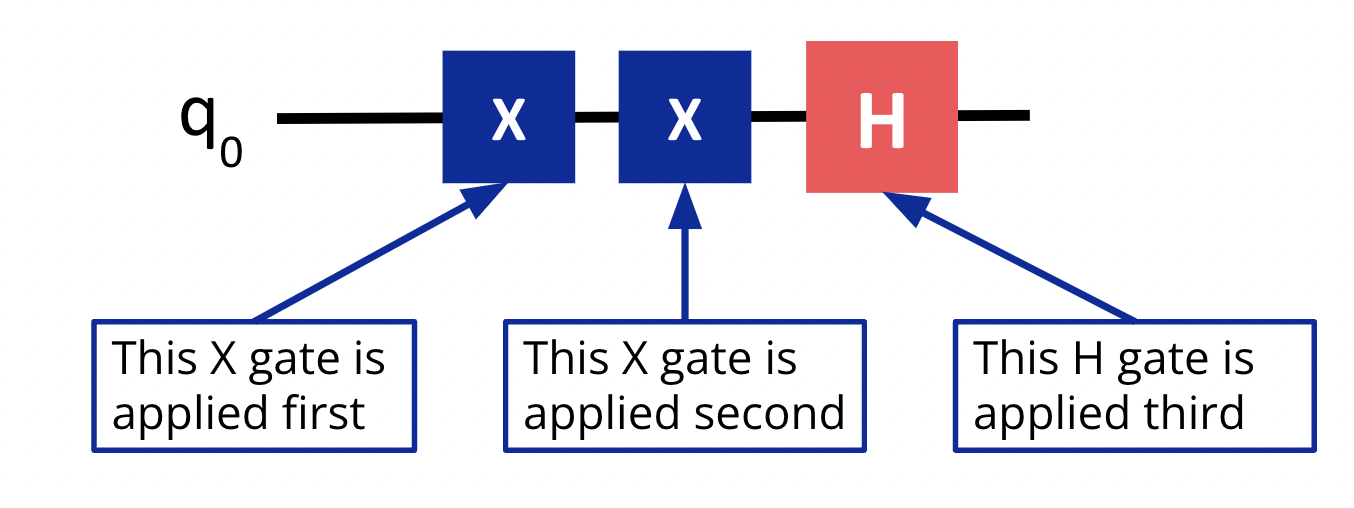 q0
X
X
H
This X gate is
applied first
This X gate is
applied second
This H gate is
applied third